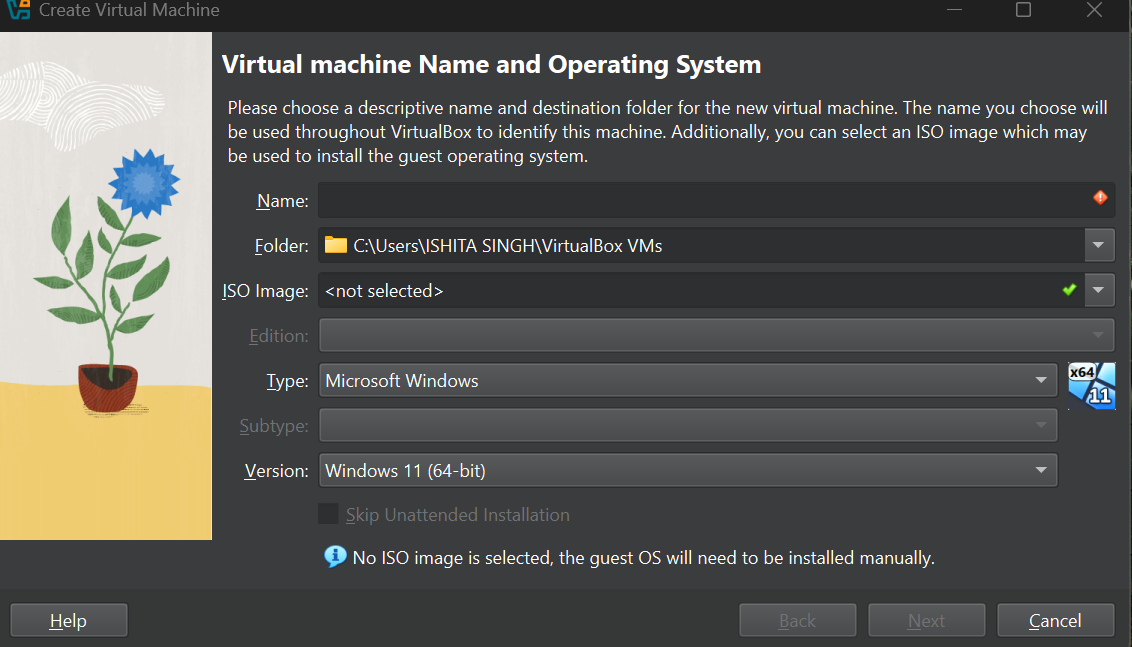 Create Virtual Machine
Virtual machine Name and Operating System
Please choose a descriptive name and destination folder for the new virtual machine. The name you choose will
be used throughout VirtualBox to identify this machine. Additionally, you can select an ISO image which may
be used to install the guest operating system.
Name:
Folder: C:\Users\ISHITA SINGH\VirtualBox VMs
ISO Image: <not selected>
Edition:
Type: Microsoft Windows
x64
11
Subtype:
Version: Windows 11 (64-bit)
Skip Unattended Installation
No ISO image is selected, the guest OS will need to be installed manually.
Help Back Next Cancel